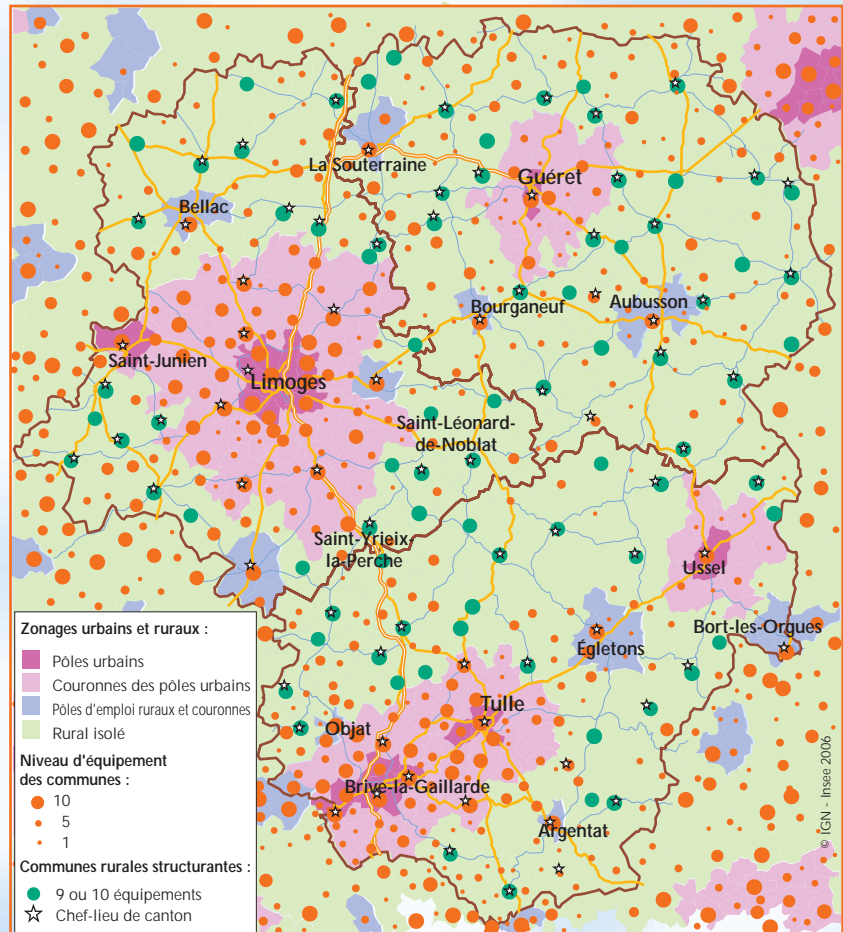 La Souterraine
Guéret
Bellac
Bourganeuf
Aubusson
Saint-Junien
Limoges
Saint-Léonard-
de-Noblat
Saint-Yrieix-
la-Perche
Ussel
Bort-les-Orgues
Égletons
Tulle
Objat
Brive-la-Gaillarde
Argentat
Zonages urbains et ruraux :
Pôles urbains
Couronnes des pôles urbains
Pôles d'emploi ruraux et couronnes
Rural isolé
Niveau d'équipement
des communes :
10
5
1
Communes rurales structurantes :
9 ou 10 équipements
Chef-lieu de canton
© IGN - Insee 2006